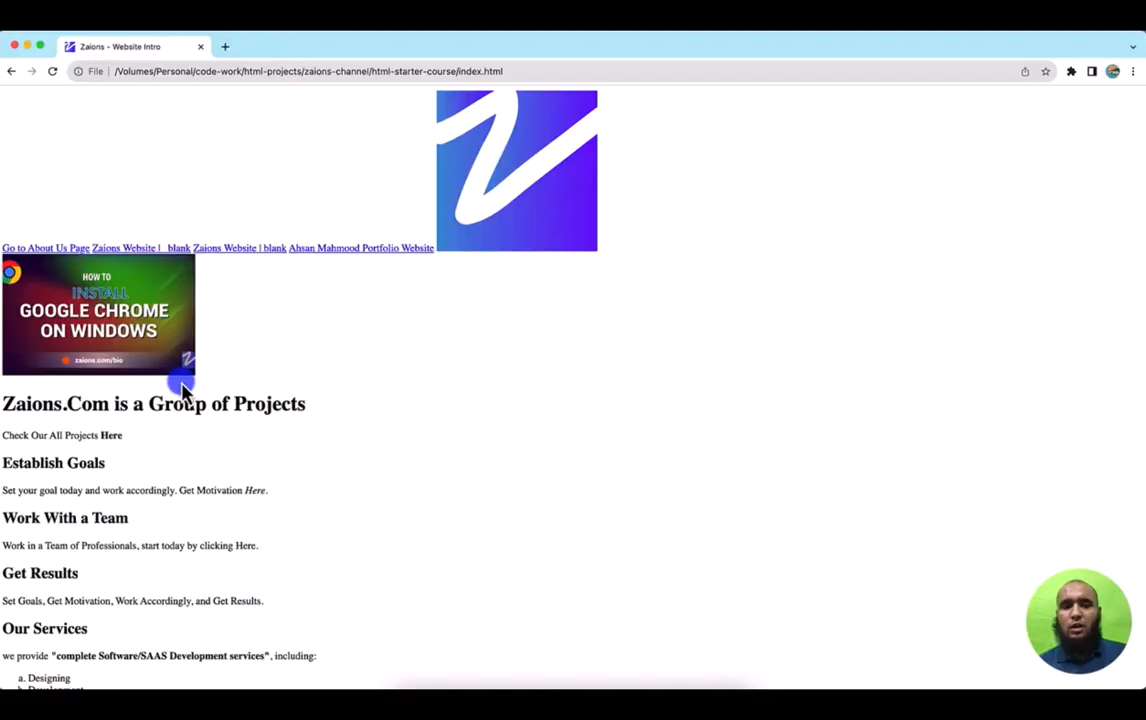 Zaions - Website Intro
File
/Volumes/Personal/code-work/html-projects/zaions-channel/html-starter-course/index.html
Go to About Us Page Zaions Website | _blank Zaions Website | blank Ahsan Mahmood Portfolio Website
HOW TO
INSTALL
GOOGLE CHROME
ON WINDOWS
zaions.com/bio
Zaions.Com is a Group of Projects
Check Our All Projects Here
Establish Goals
Set your goal today and work accordingly. Get Motivation Here.
Work With a Team
Work in a Team of Professionals, start today by clicking Here.
Get Results
Set Goals, Get Motivation, Work Accordingly, and Get Results.
Our Services
we provide "complete Software/SAAS Development services", including:
a. Designing
b. Development